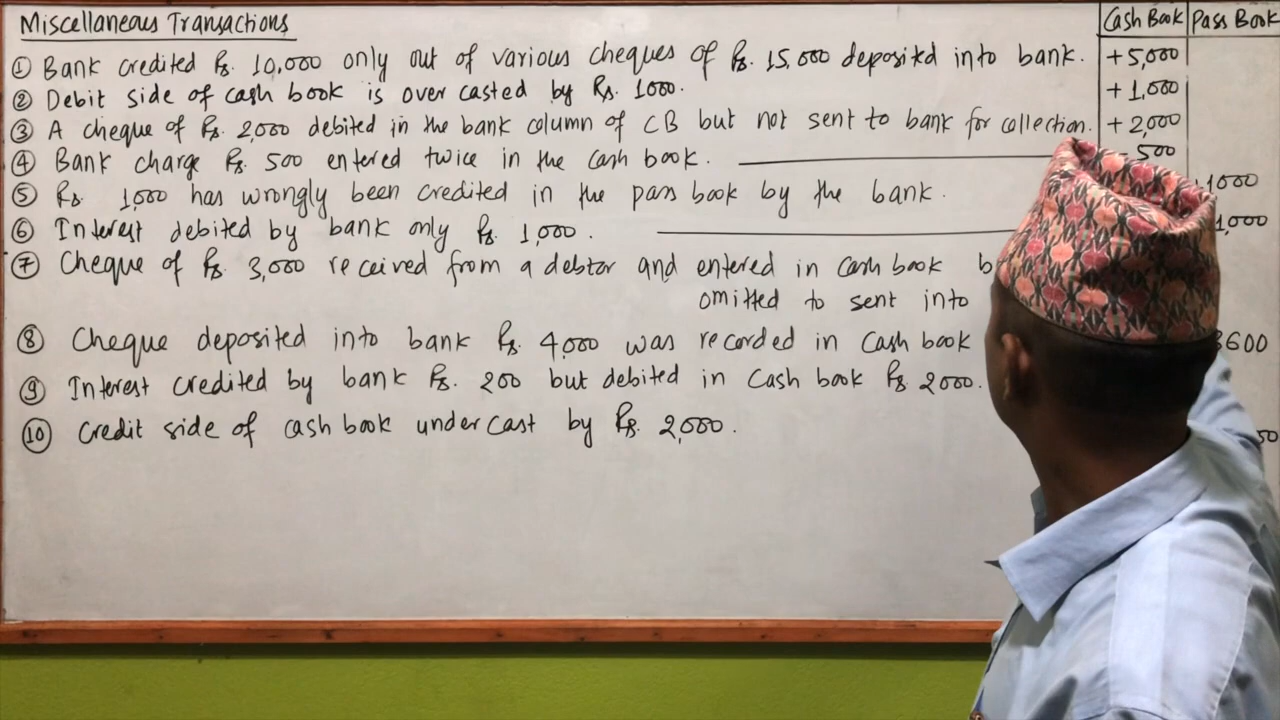 Miscellaneous Transactions Cash Book Pass Book
① Bank credited Rs. 10,000 only out of various cheques of Rs. 15,000 deposited into bank. +5,000
② Debit side of cash book is over casted by Rs. 1000. +1,000
③ A cheque of Rs. 2000 debited in the bank column of CB but not sent to bank for collection. +2,000
④ Bank charge Rs. 500 entered twice in the cash book. 500
⑤ Rs. 1,000 has wrongly been credited in the pass book by the bank. 1000
⑥ Interest debited by bank only Rs. 1,000. 1,000
⑦ Cheque of Rs. 3,000 received from a debtor and entered in cash book
omitted to sent into
⑧ Cheque deposited into bank Rs. 4,000 was recorded in Cash book 3600
⑨ Interest credited by bank Rs. 200 but debited in Cash book Rs. 2000.
⑩ Credit side of cash book under cast by Rs. 2,000.